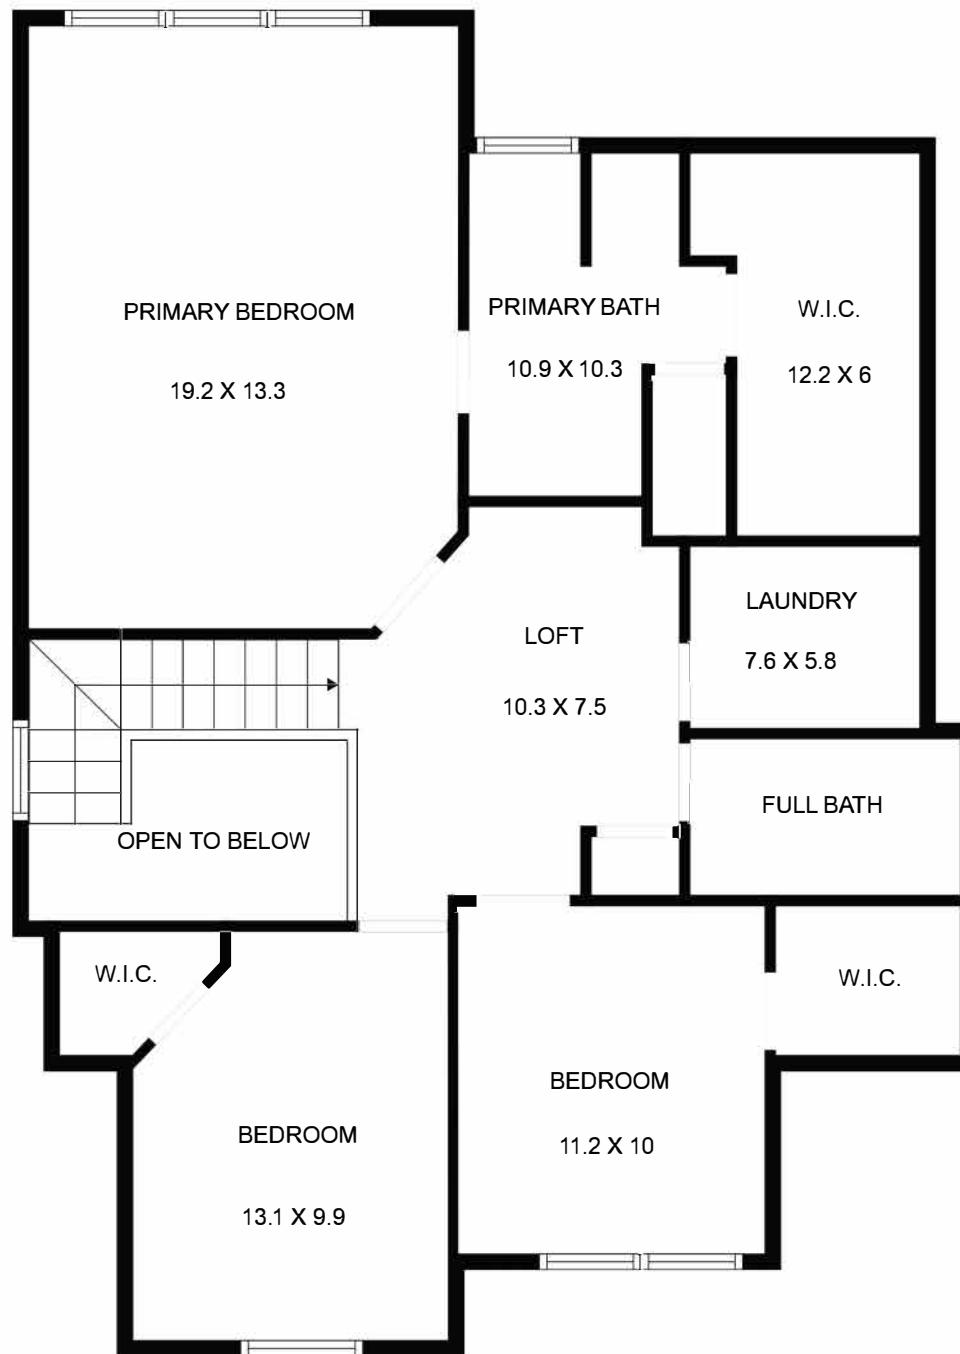 PRIMARY BEDROOM
19.2 X 13.3
PRIMARY BATH
10.9 X 10.3
W.I.C.
12.2 X 6
LAUNDRY
7.6 X 5.8
LOFT
10.3 X 7.5
FULL BATH
OPEN TO BELOW
W.I.C.
W.I.C.
BEDROOM
11.2 X 10
BEDROOM
13.1 X 9.9